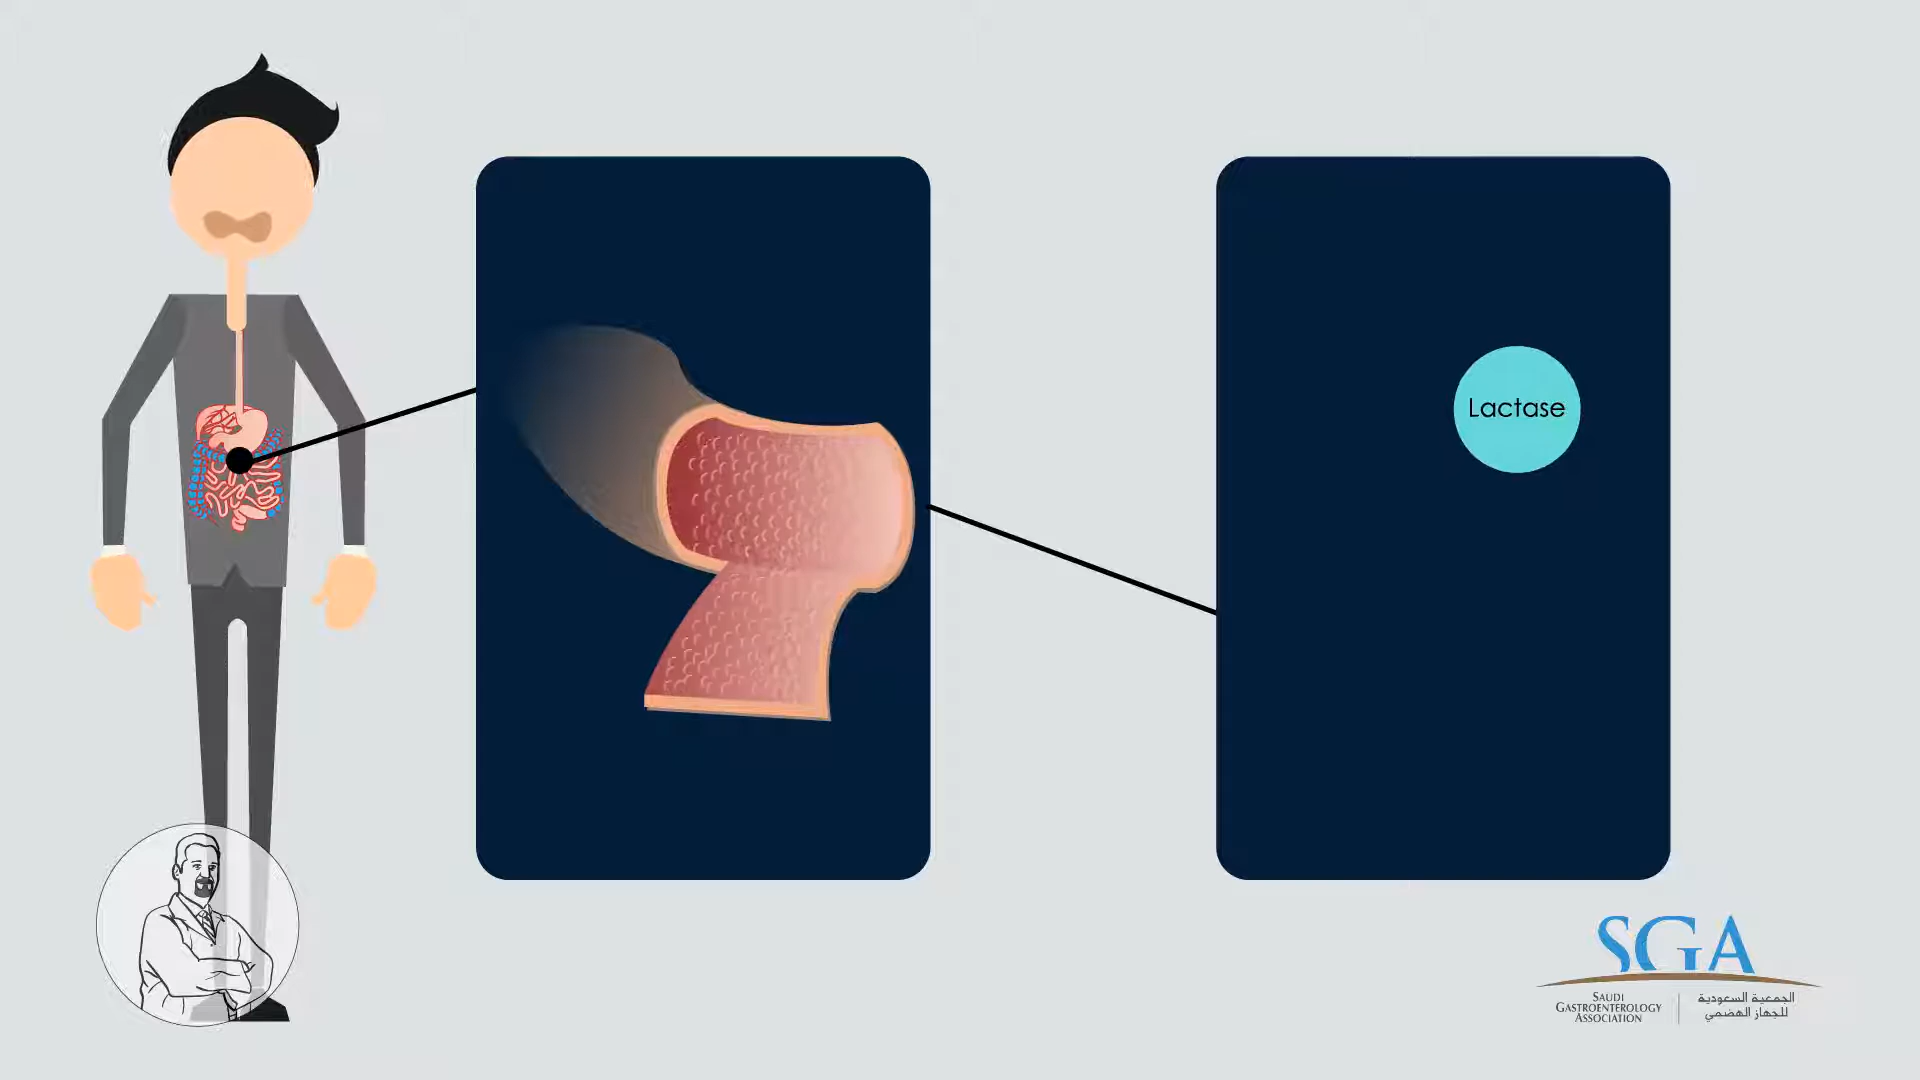 Lactase
SGA
SAUDI
GASTROENTEROLOGY
ASSOCIATION
الجمعية السعودية
للجهاز الهضمي